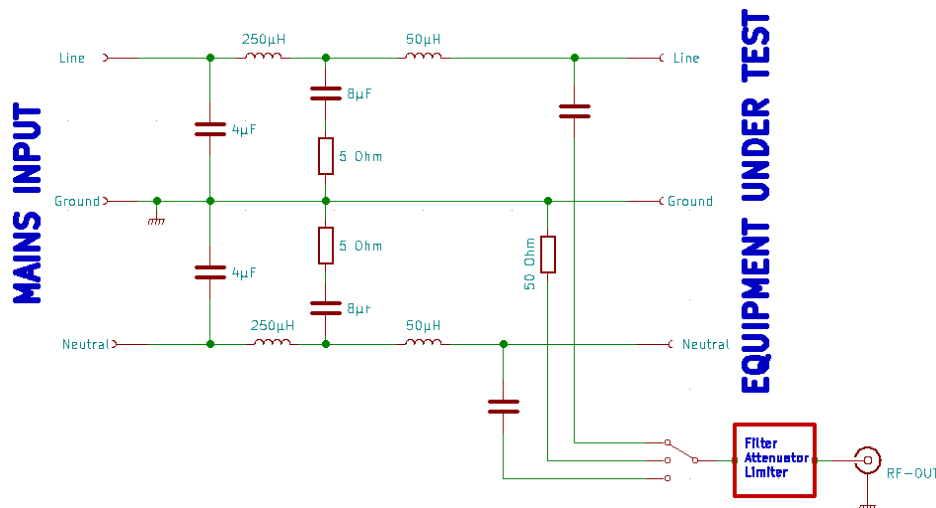 250µH
50µH
Line
Line
8µF
4µF
5 Ohm
Ground
Ground
5 Ohm
4µF
50 Ohm
8µF
250µH
50µH
Neutral
Neutral
MAINS INPUT
EQUIPMENT UNDER TEST
Filter
Attenuator
Limiter
RF-OUT